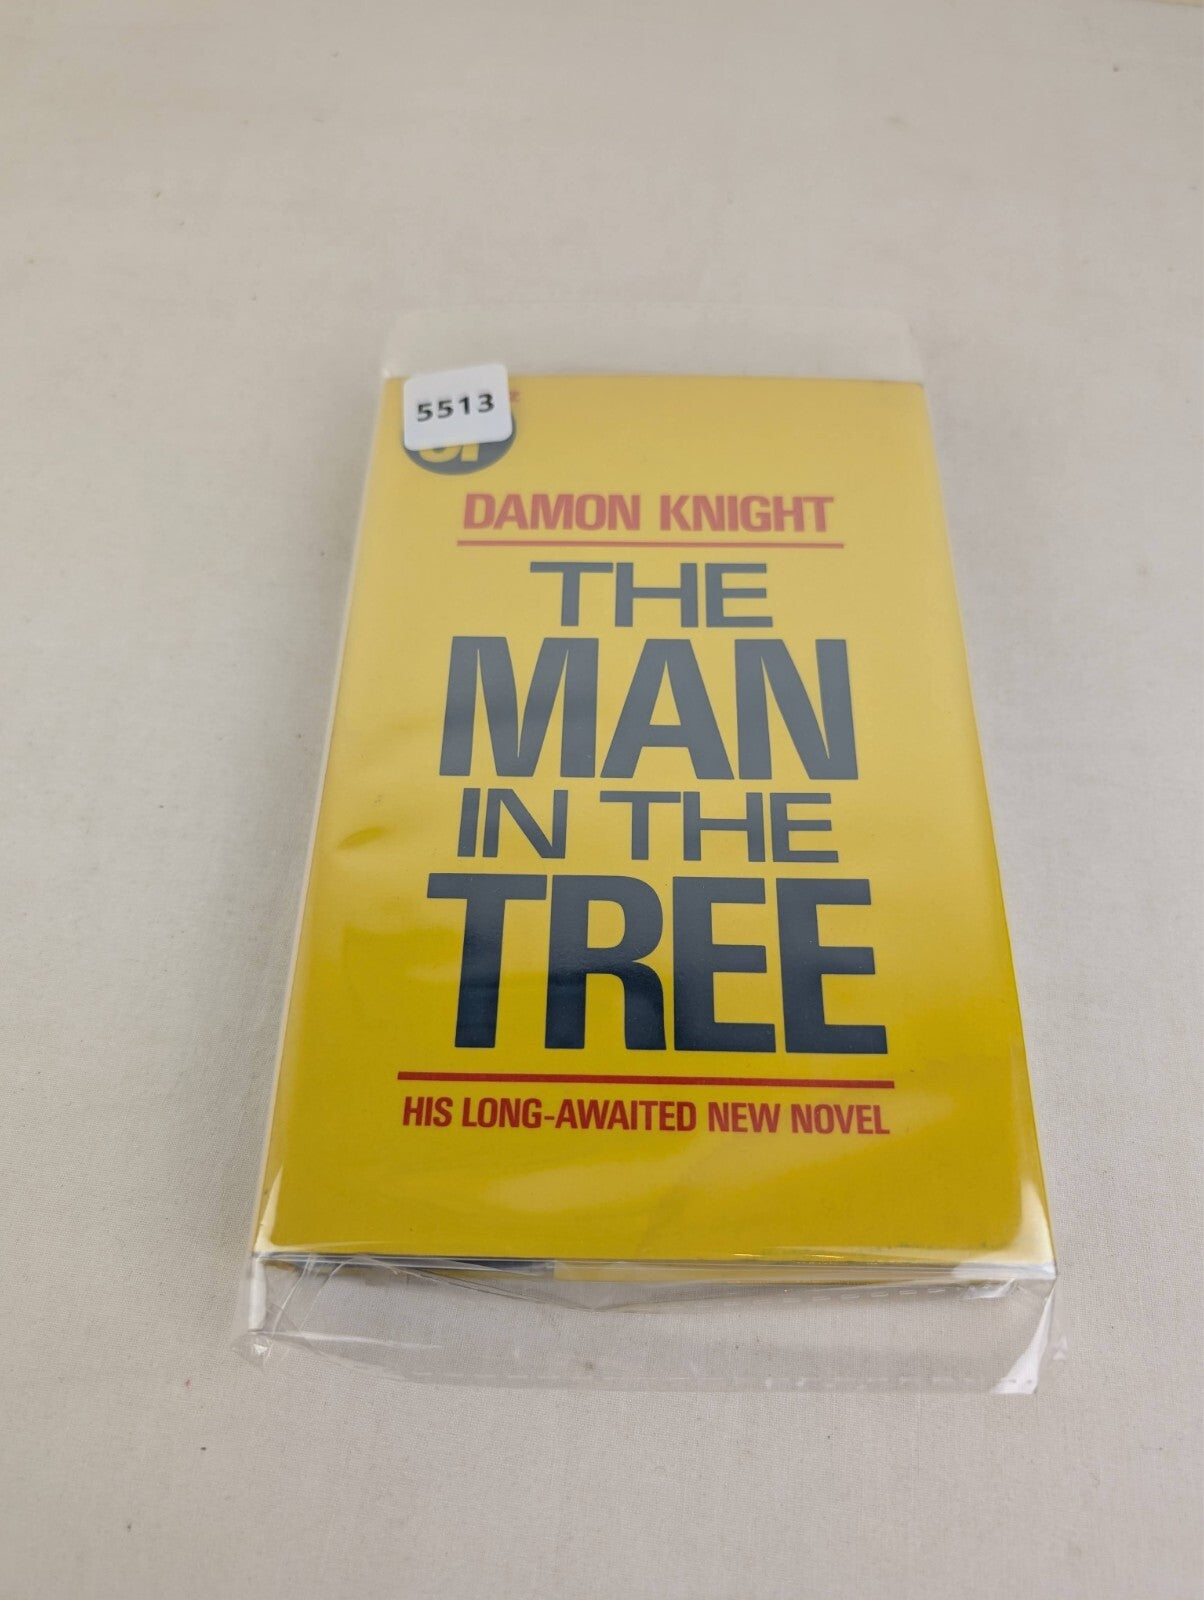 5513
DAMON KNIGHT
THE
MAN
IN THE
TREE
HIS LONG-AWAITED NEW NOVEL